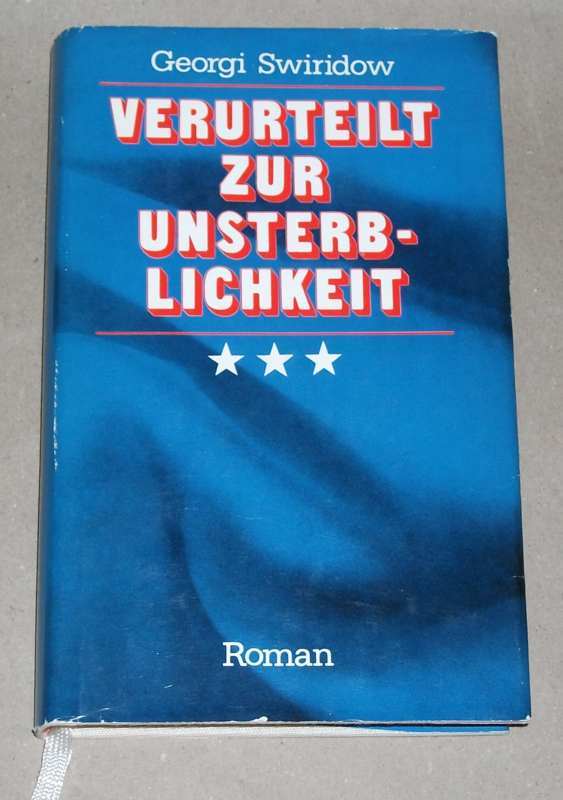 Georgi Swiridow
VERURTEILT
ZUR
UNSTERB-
LICHKEIT
Roman